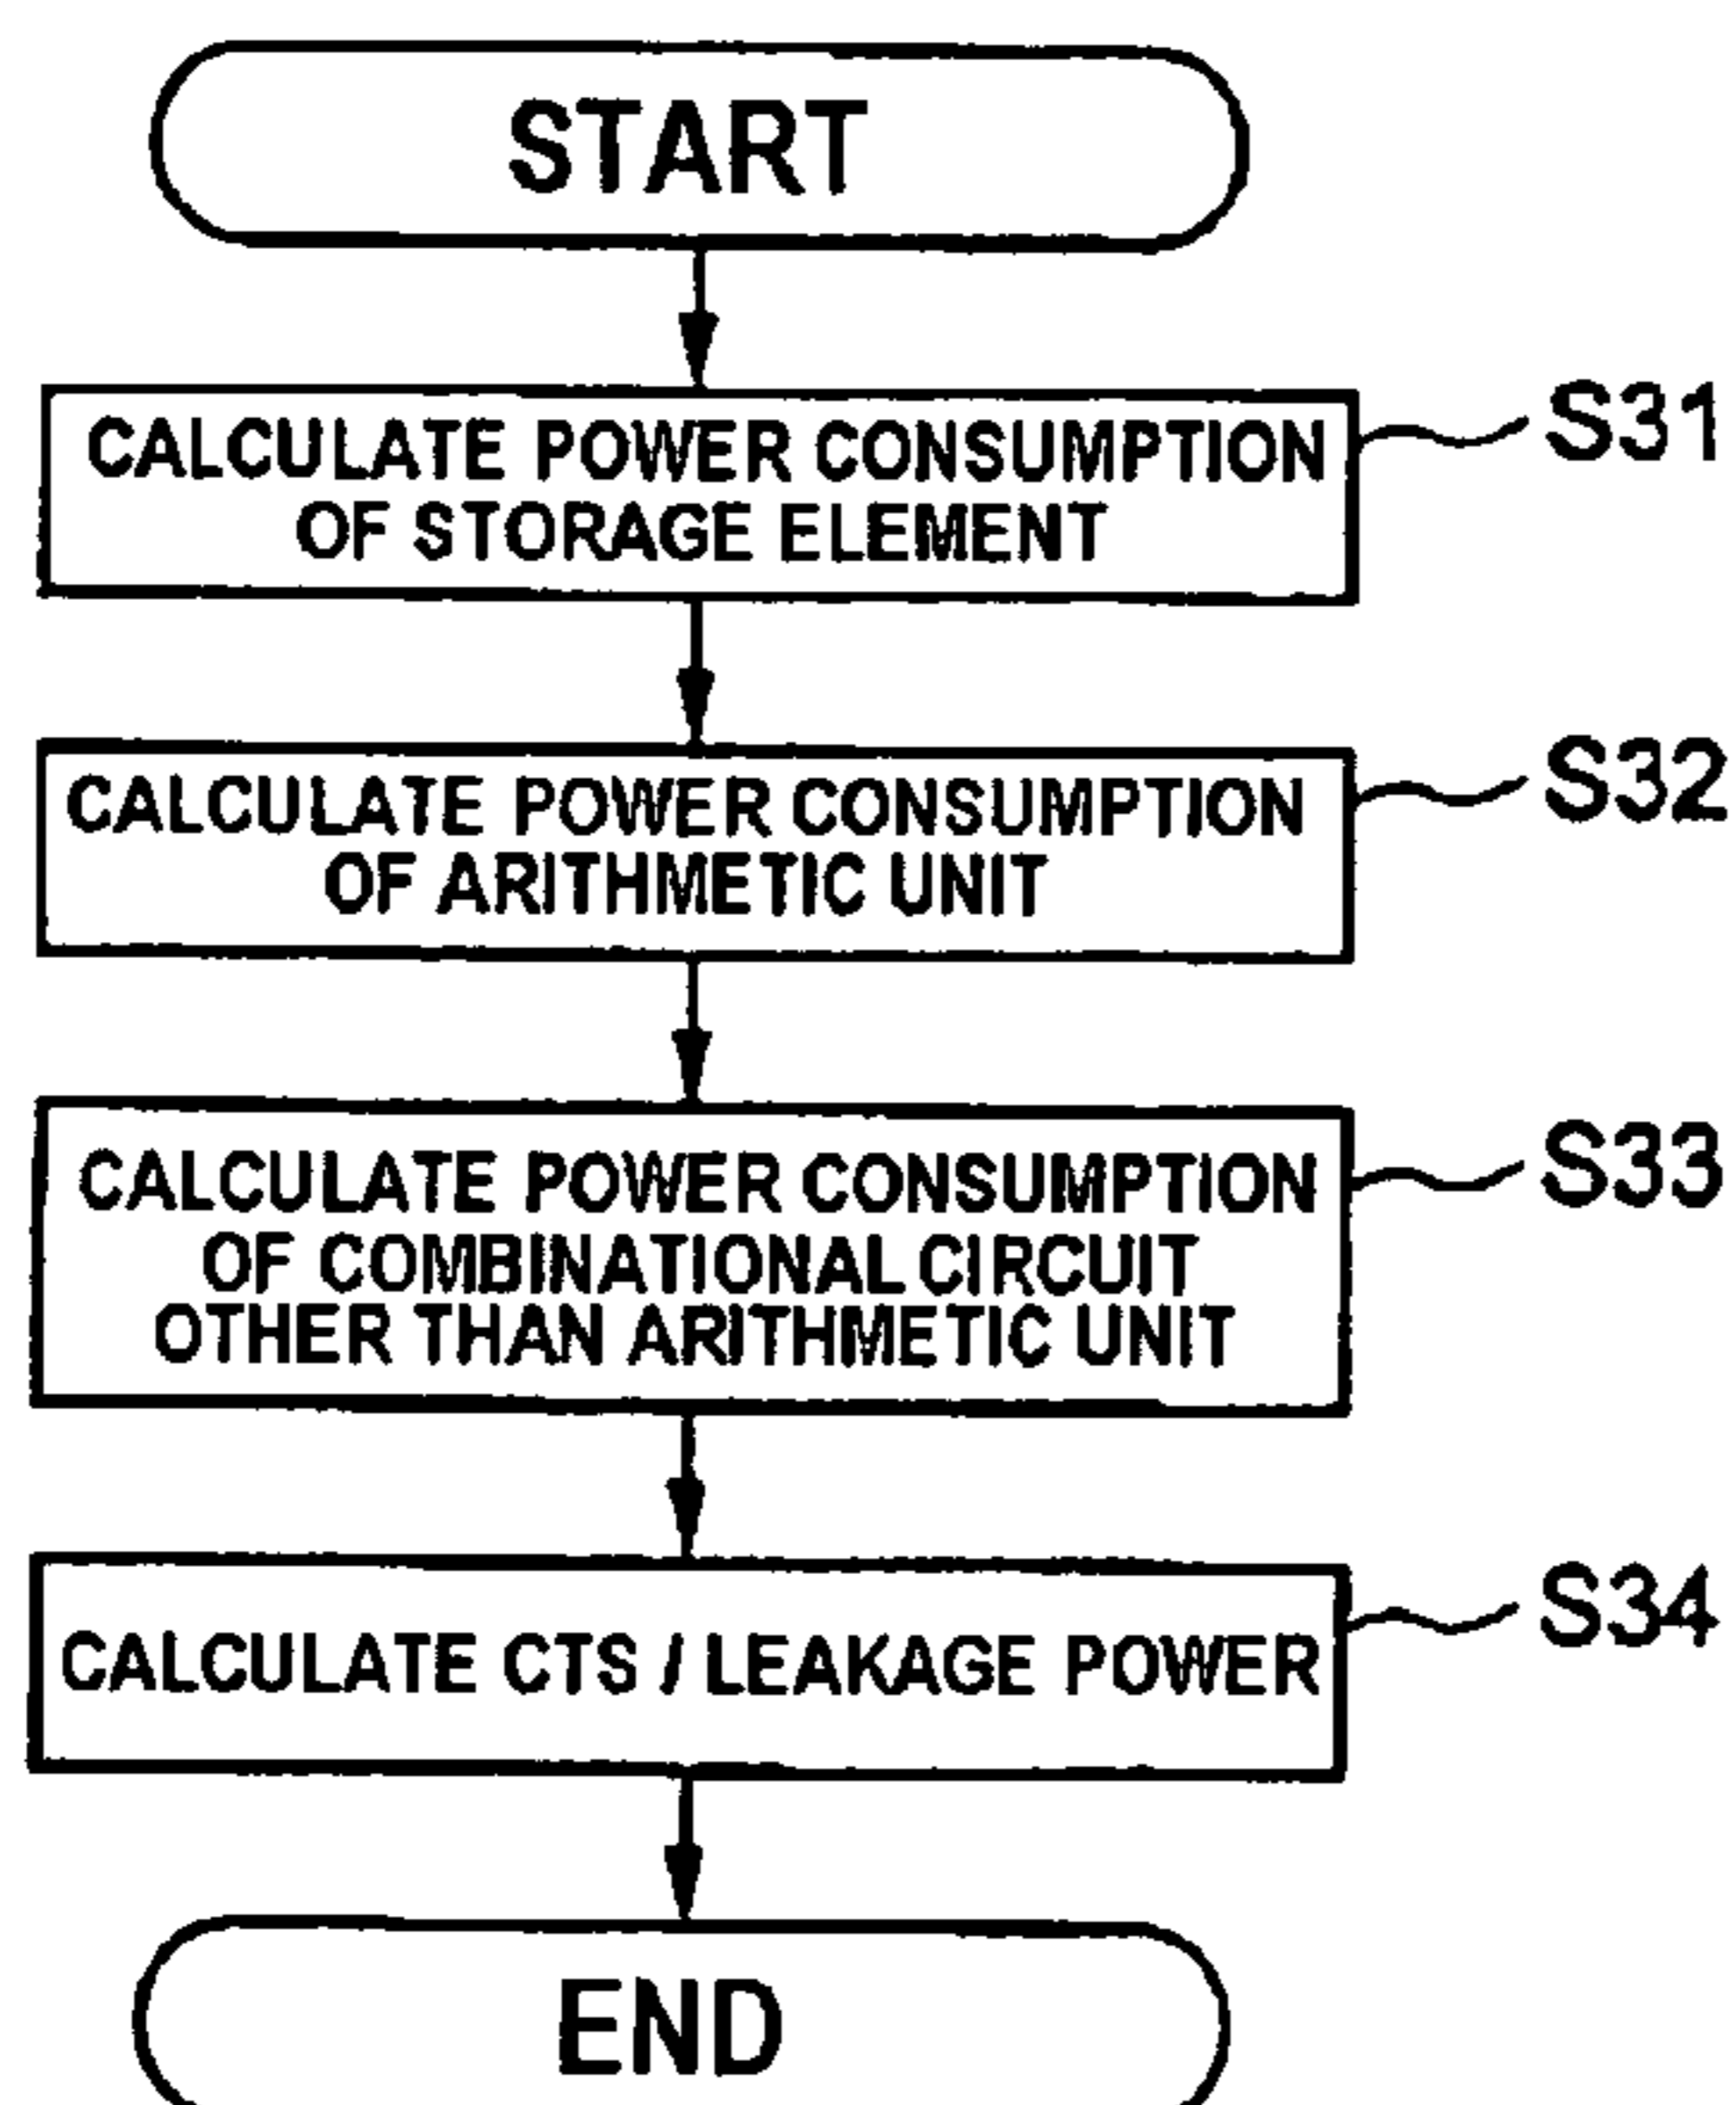 START
CALCULATE POWER CONSUMPTION
OF STORAGE ELEMENT
S31
CALCULATE POWER CONSUMPTION
OF ARITHMETIC UNIT
S32
CALCULATE POWER CONSUMPTION
OF COMBINATIONAL CIRCUIT
OTHER THAN ARITHMETIC UNIT
S33
CALCULATE CTS / LEAKAGE POWER
S34
END